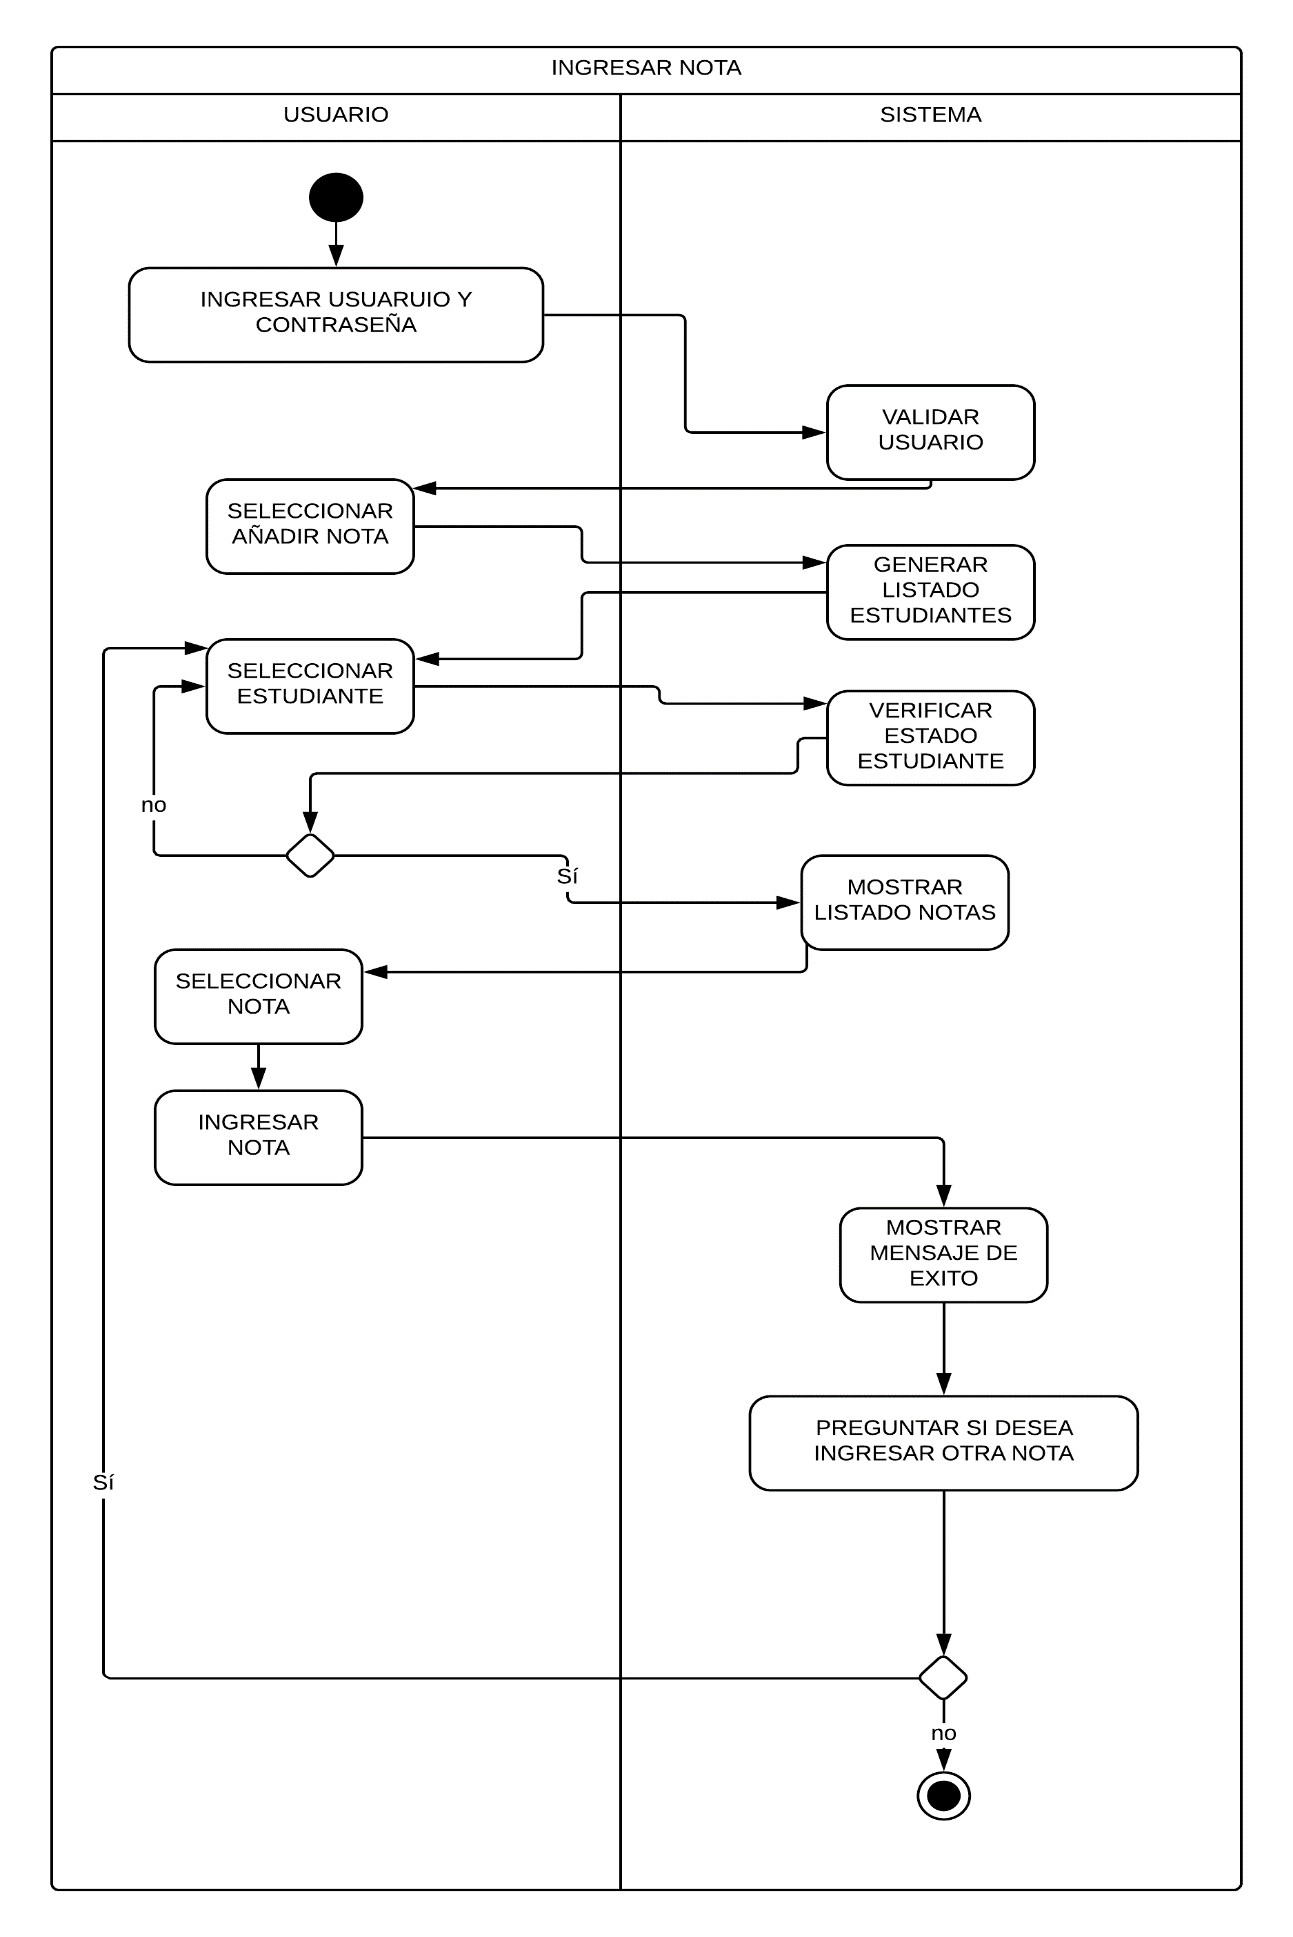 INGRESAR NOTA
USUARIO
SISTEMA
INGRESAR USUARUIO Y
CONTRASEÑA
VALIDAR
USUARIO
SELECCIONAR
AÑADIR NOTA
GENERAR
LISTADO
ESTUDIANTES
SELECCIONAR
ESTUDIANTE
VERIFICAR
ESTADO
ESTUDIANTE
no
Sí
MOSTRAR
LISTADO NOTAS
SELECCIONAR
NOTA
INGRESAR
NOTA
MOSTRAR
MENSAJE DE
EXITO
PREGUNTAR SI DESEA
INGRESAR OTRA NOTA
Sí
no